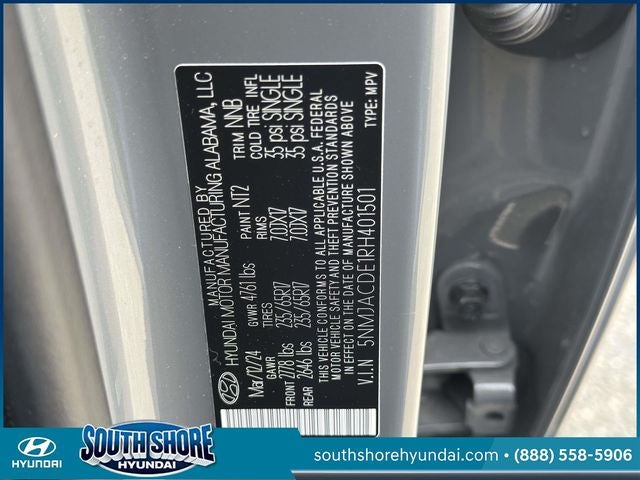 MANUFACTURED BY
HYUNDAI MOTOR MANUFACTURING ALABAMA, LLC
Mar/12/24 GVWR 4761 lbs PAINT NT2 TRIM NNB
GAWR TIRES RIMS COLD TIRE INFL
FRONT 2778 lbs 235/65R17 7.0JX17 35 psi SINGLE
REAR 2646 lbs 235/65R17 7.0JX17 35 psi SINGLE
THIS VEHICLE CONFORMS TO ALL APPLICABLE U.S.A. FEDERAL
MOTOR VEHICLE SAFETY AND THEFT PREVENTION STANDARDS
IN EFFECT ON THE DATE OF MANUFACTURE SHOWN ABOVE
V.I.N 5NMJACDE1RH401501 TYPE: MPV
HYUNDAI
SOUTH SHORE
HYUNDAI
southshorehyundai.com • (888) 558-5906